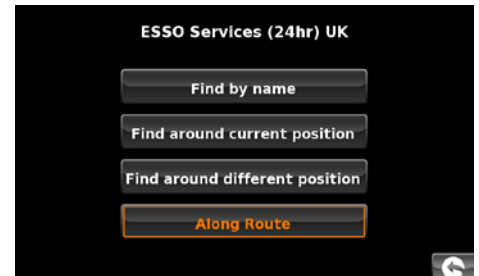 ESSO Services (24hr) UK
Find by name
Find around current position
Find around different position
Along Route